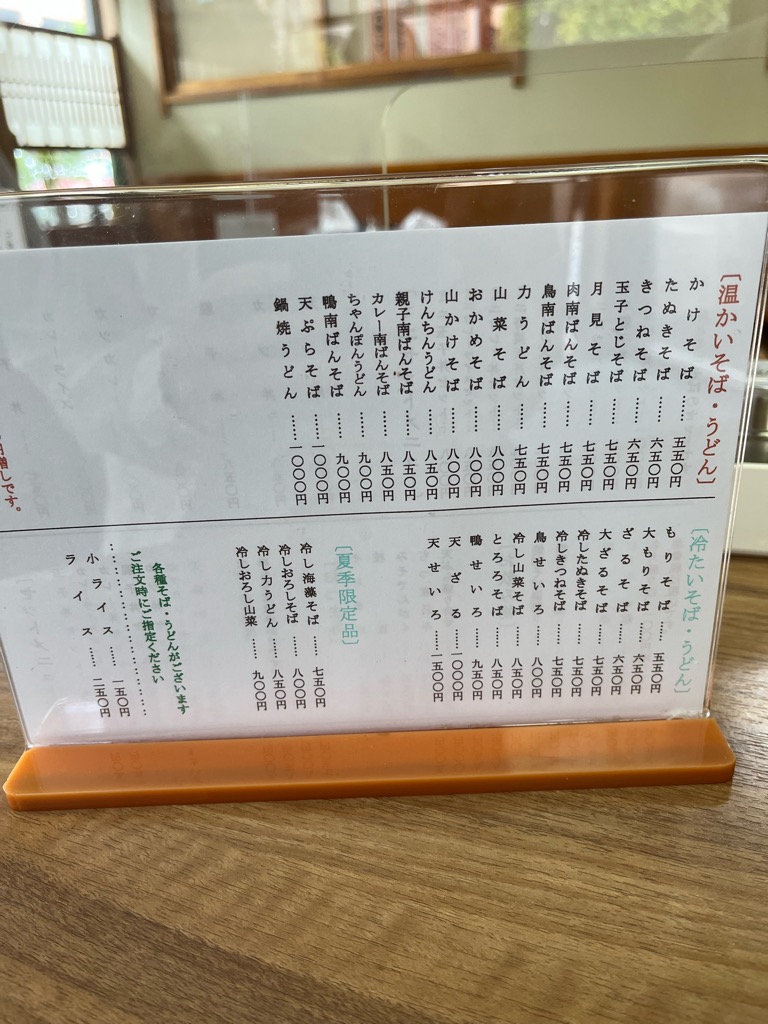 [温かいそば・うどん]
かけそば……五五〇円
たぬきそば……六五〇円
きつねそば……六五〇円
玉子とじそば……七五〇円
月見そば……七五〇円
肉南ばんそば……七五〇円
鳥南ばんそば……七五〇円
力うどん……七五〇円
山菜そば……八〇〇円
おかめそば……八〇〇円
山かけそば……八〇〇円
けんちんうどん……八五〇円
親子南ばんそば……八五〇円
カレー南ばんそば……八五〇円
ちゃんぽんうどん……九〇〇円
鴨南ばんそば……九〇〇円
天ぷらそば……一〇〇〇円
鍋焼うどん……一〇〇〇円
円増しです。
[冷たいそば・うどん]
もりそば……五五〇円
大もりそば……六五〇円
ざるそば……六五〇円
大ざるそば……七五〇円
冷したぬきそば……七五〇円
冷しきつねそば……七五〇円
鳥せいろ……八〇〇円
冷し山菜そば……八五〇円
とろろそば……八五〇円
鴨せいろ……九五〇円
天ざる……一〇〇〇円
天せいろ……一五〇〇円
[夏季限定品]
冷し海藻そば……七五〇円
冷しおろしそば……八〇〇円
冷し力うどん……八五〇円
冷しおろし山菜……九〇〇円
各種そば・うどんがございます
ご注文時にご指定ください
小ライス……一五〇円
ライス……二五〇円